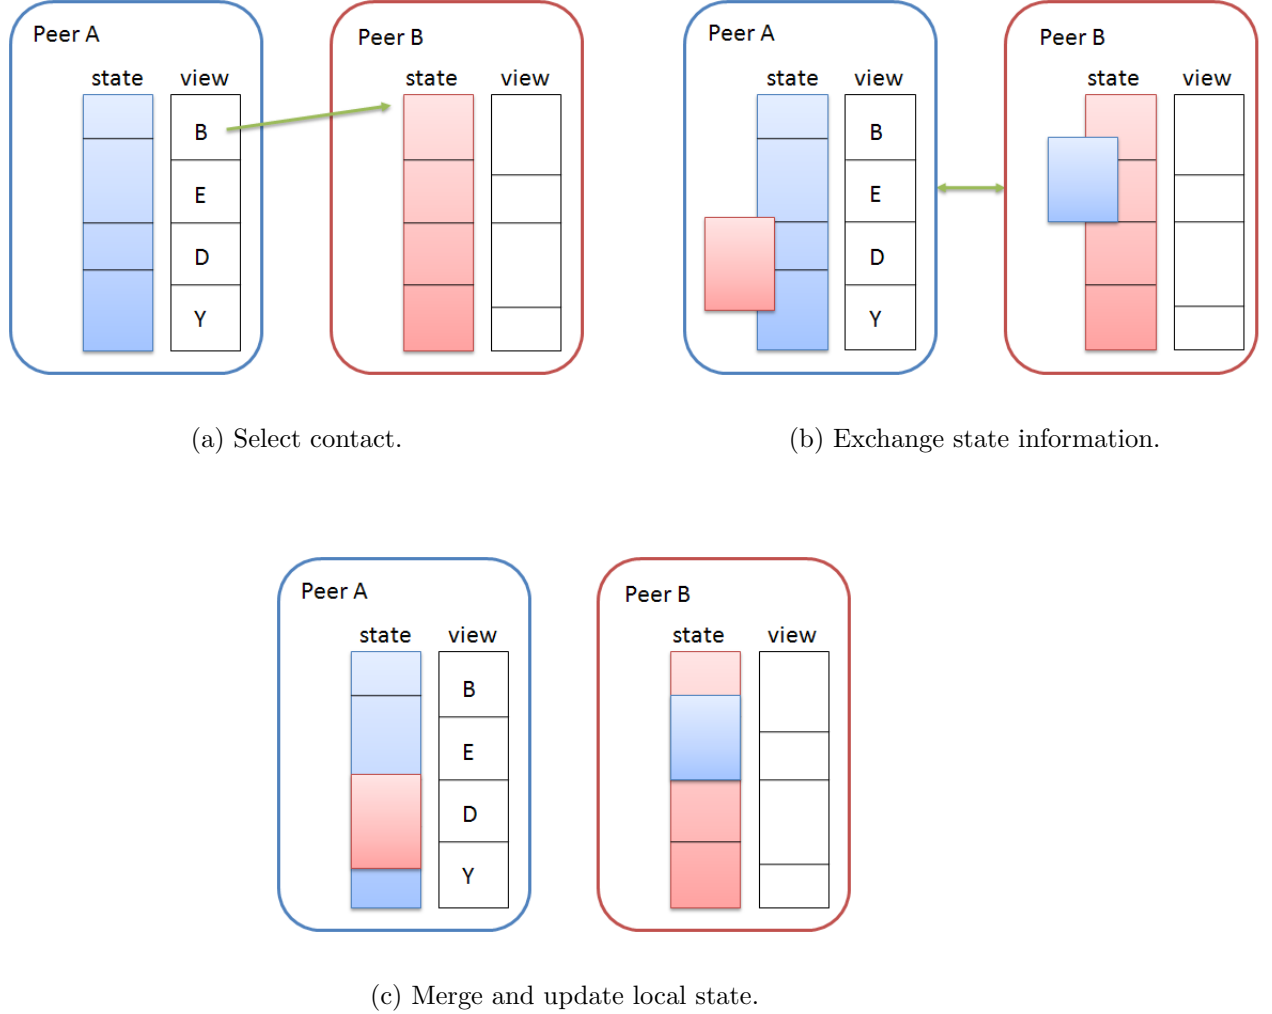 Peer A
state view
B
E
D
Y
Peer B
state view
(a) Select contact.
Peer A
state view
B
E
D
Y
Peer B
state view
(b) Exchange state information.
Peer A
state view
B
E
D
Y
Peer B
state view
(c) Merge and update local state.